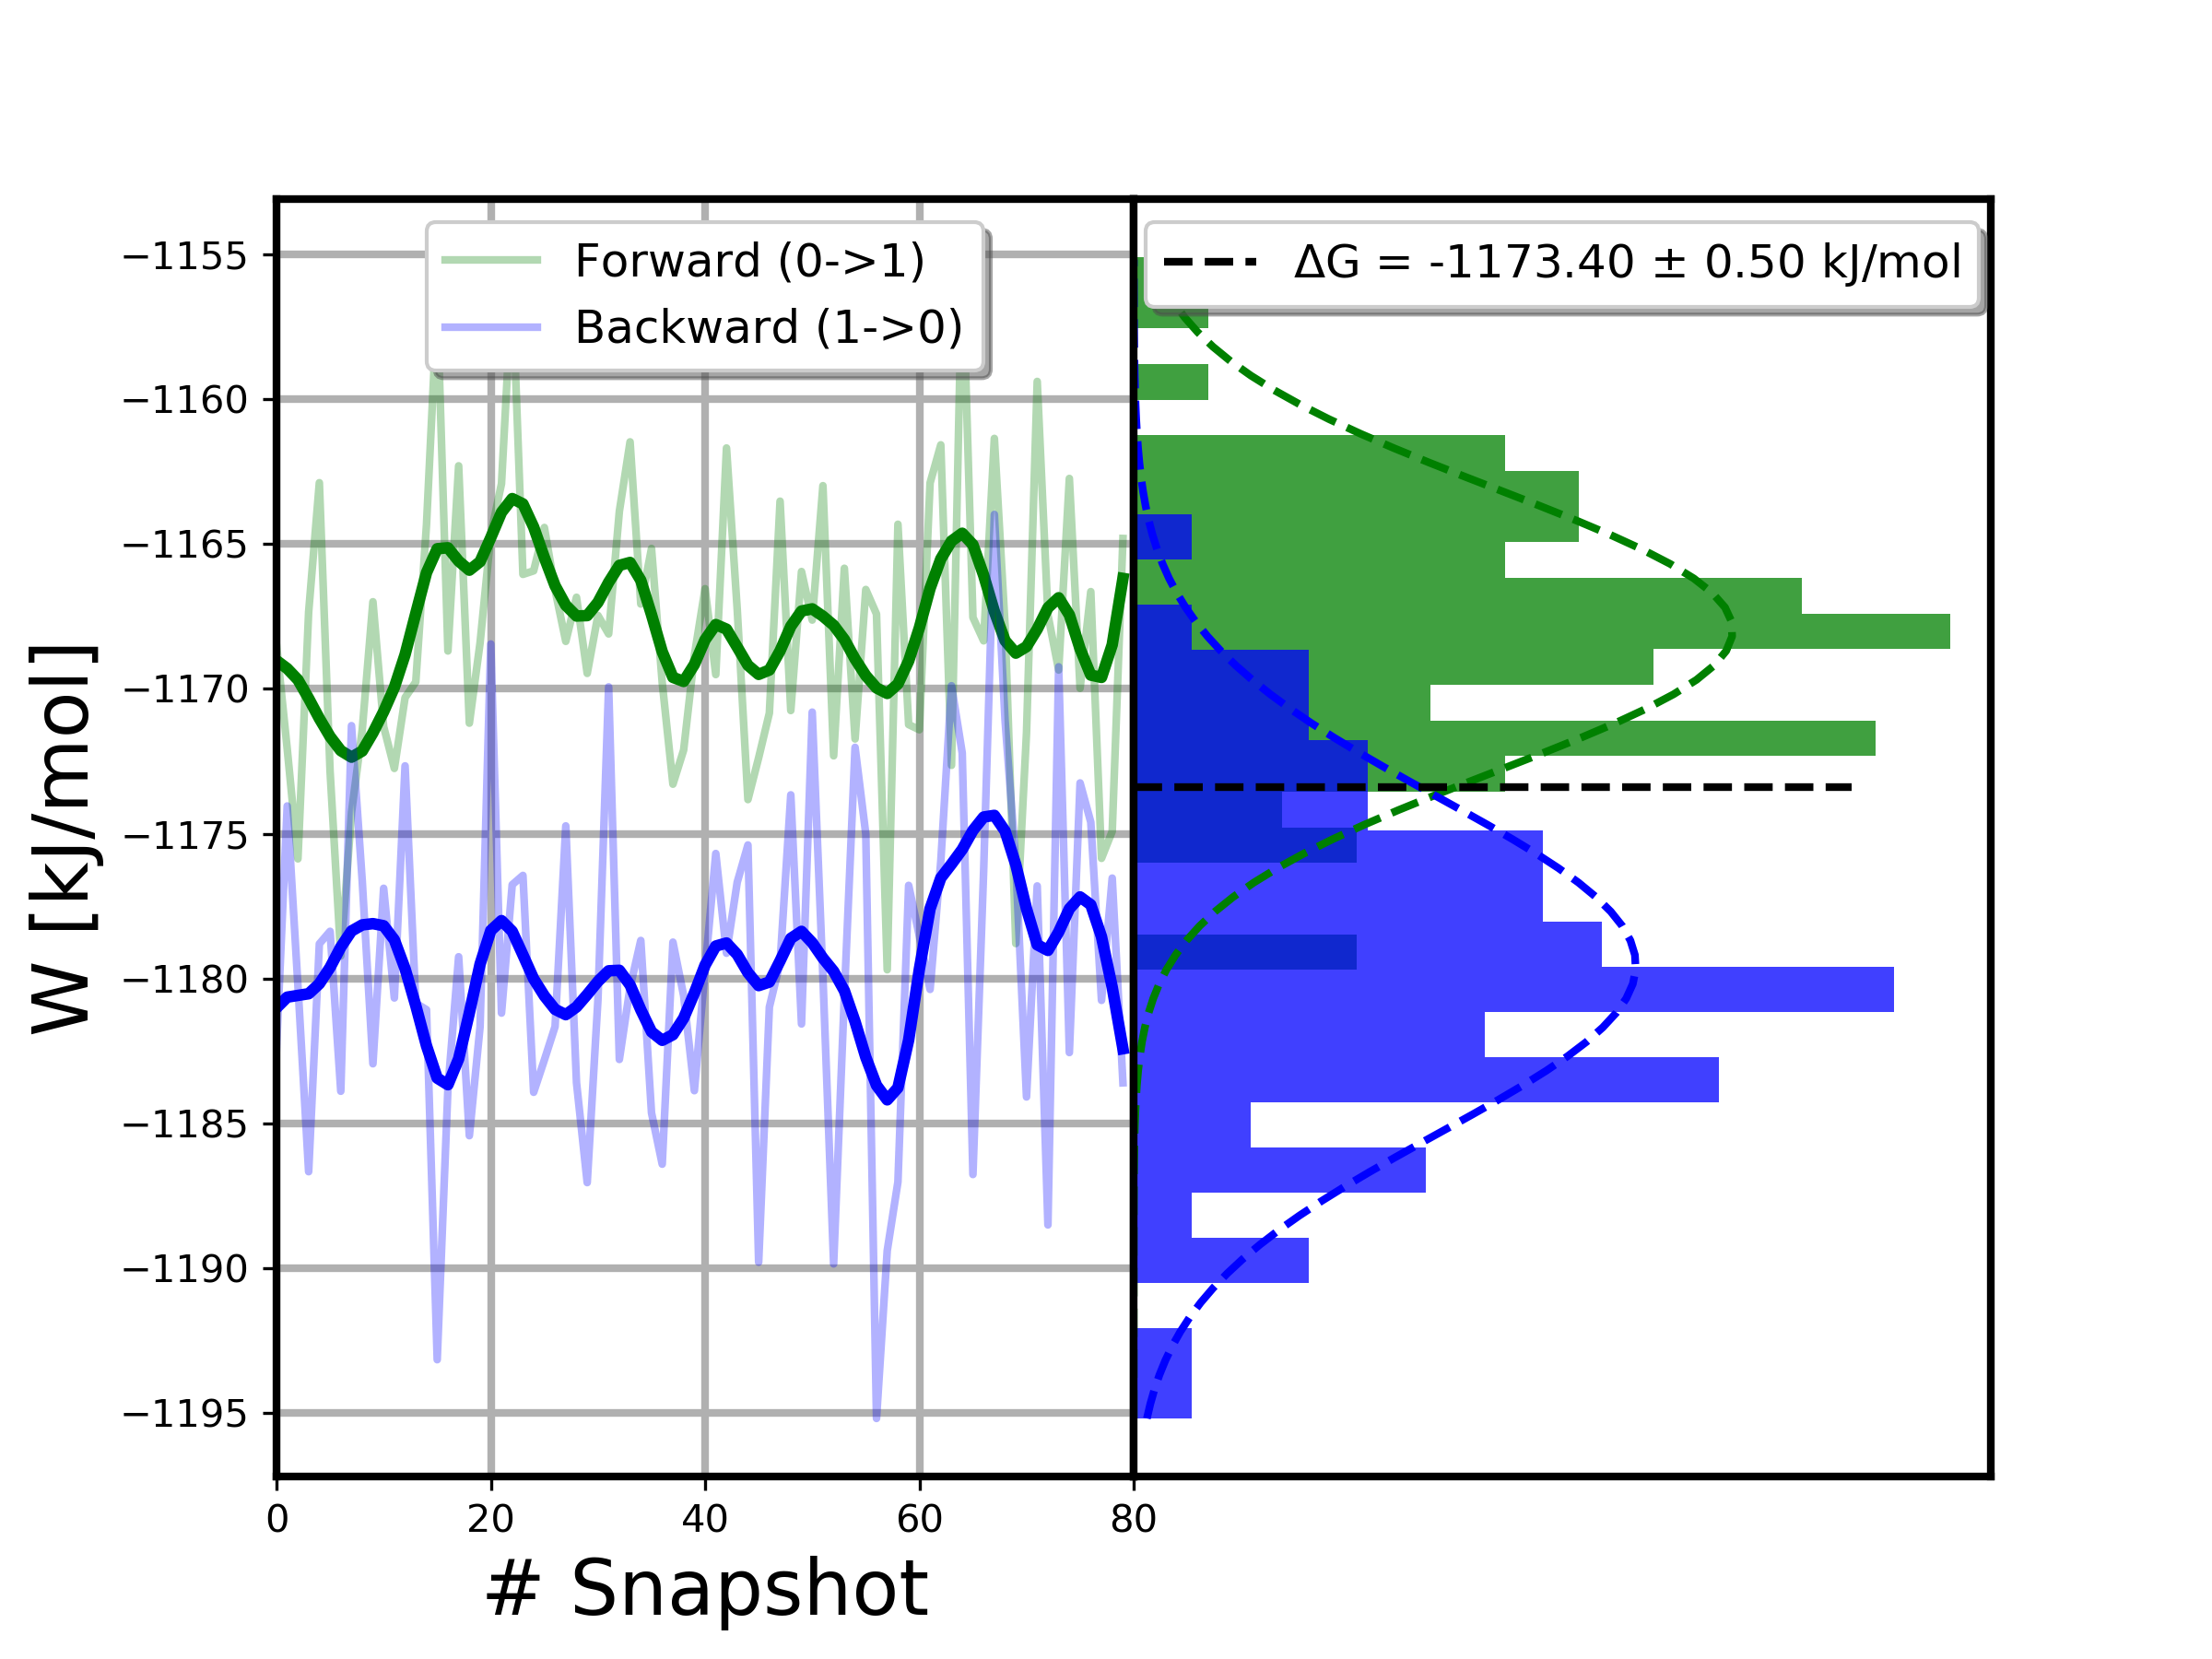 Forward (0->1)
Backward (1->0)
ΔG = -1173.40 ± 0.50 kJ/mol
W [kJ/mol]
−1155
−1160
−1165
−1170
−1175
−1180
−1185
−1190
−1195
0 20 40 60 80
# Snapshot